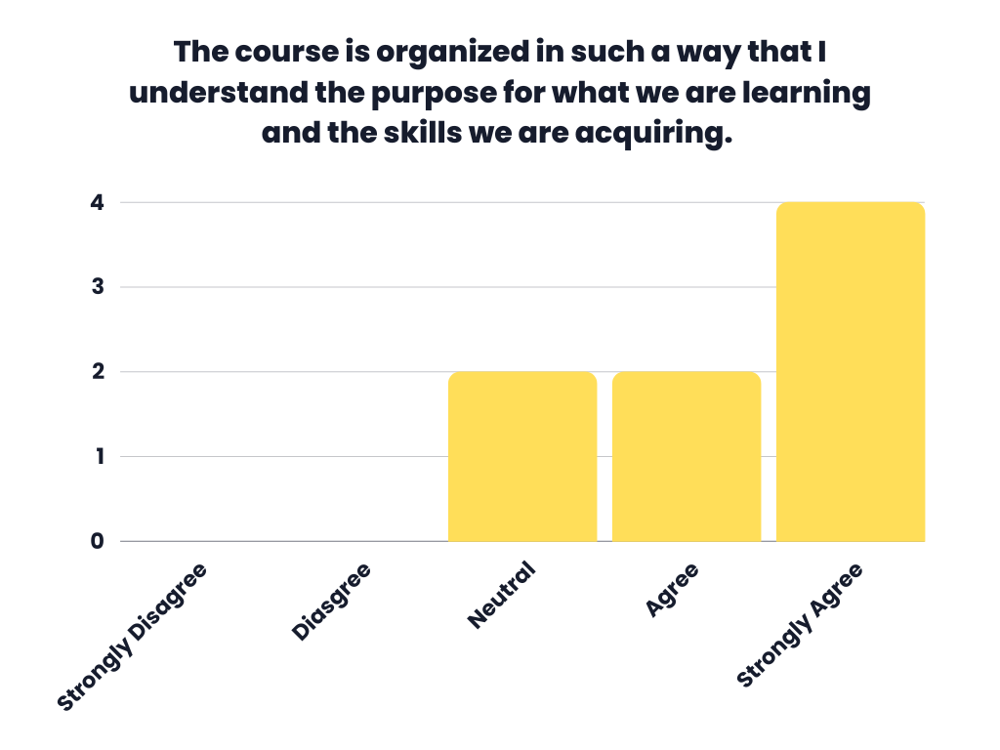 The course is organized in such a way that I
understand the purpose for what we are learning
and the skills we are acquiring.
4
3
2
1
0
Strongly Disagree
Diasgree
Neutral
Agree
Strongly Agree